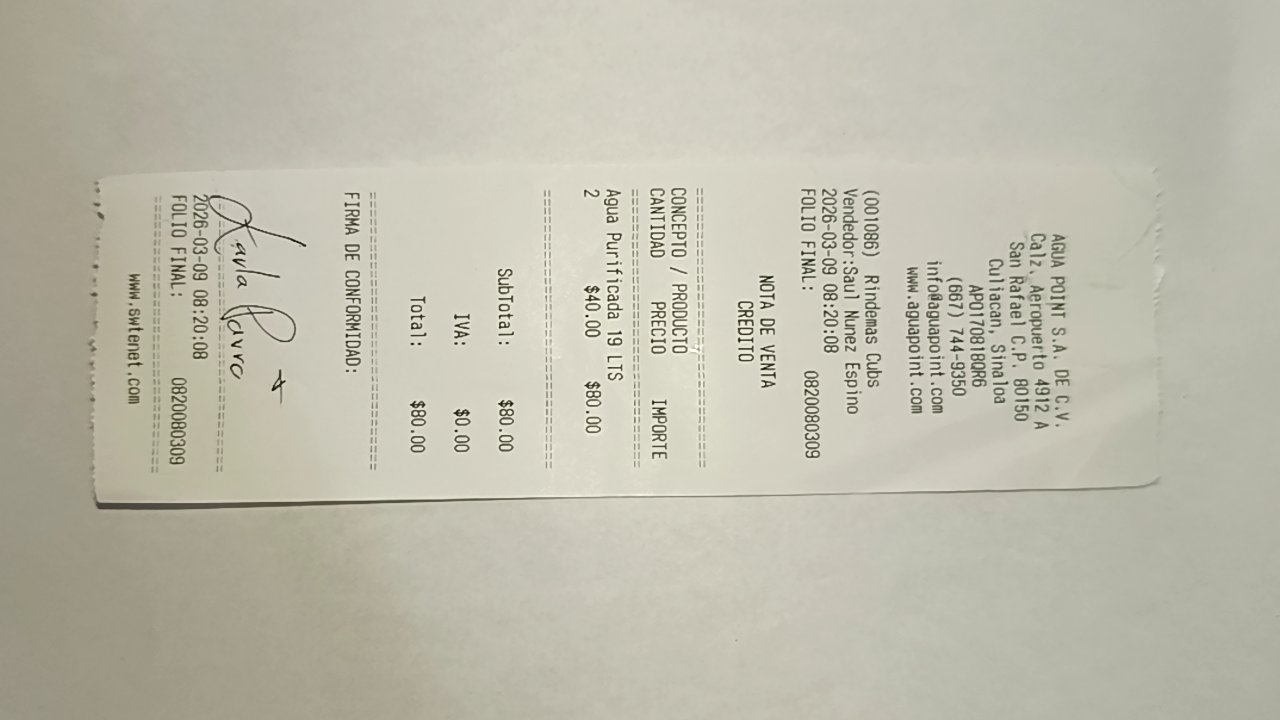 AGUA POINT S.A. DE C.V.
Calz. Aeropuerto 4912 A
San Rafael C.P. 80150
Culiacan, Sinaloa
APO170818QR6
(667) 744-9350
info@aguapoint.com
www.aguapoint.com
(001086) Rindemas Cubs
Vendedor:Saul Nunez Espino
2026-03-09 08:20:08
FOLIO FINAL: 0820080309
NOTA DE VENTA
CREDITO
==============================
CONCEPTO / PRODUCTO
CANTIDAD PRECIO IMPORTE
==============================
Agua Purificada 19 LTS
2 $40.00 $80.00
==============================
SubTotal: $80.00
IVA: $0.00
Total: $80.00
==============================
FIRMA DE CONFORMIDAD:
Karla
==============================
2026-03-09 08:20:08
FOLIO FINAL: 0820080309
==============================
www.swtenet.com